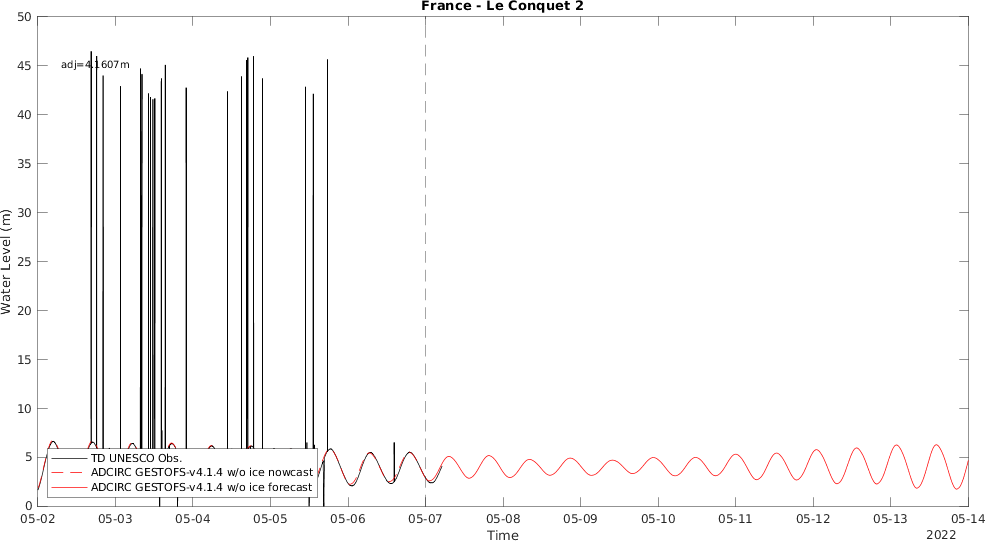 France - Le Conquet 2
50
45
40
35
30
25
20
15
10
5
0
Water Level (m)
adj=4.1607m
TD UNESCO Obs.
ADCIRC GESTOFS-v4.1.4 w/o ice nowcast
ADCIRC GESTOFS-v4.1.4 w/o ice forecast
05-02 05-03 05-04 05-05 05-06 05-07 05-08 05-09 05-10 05-11 05-12 05-13 05-14
Time
2022